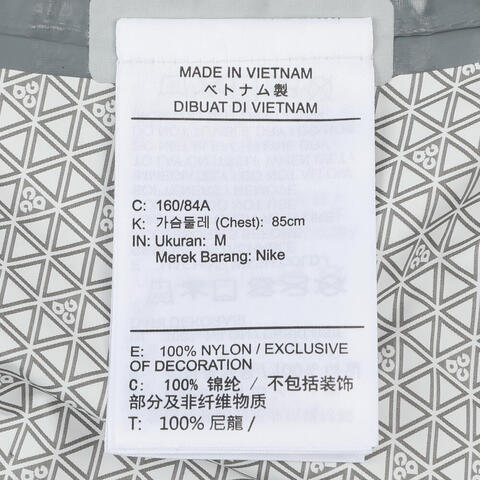 MADE IN VIETNAM
ベトナム製
DIBUAT DI VIETNAM
C: 160/84A
K: 가슴둘레 (Chest): 85cm
IN: Ukuran: M
Merek Barang: Nike
E: 100% NYLON / EXCLUSIVE
OF DECORATION
C: 100% 锦纶 / 不包括装饰
部分及非纤维物质
T: 100% 尼龍 /